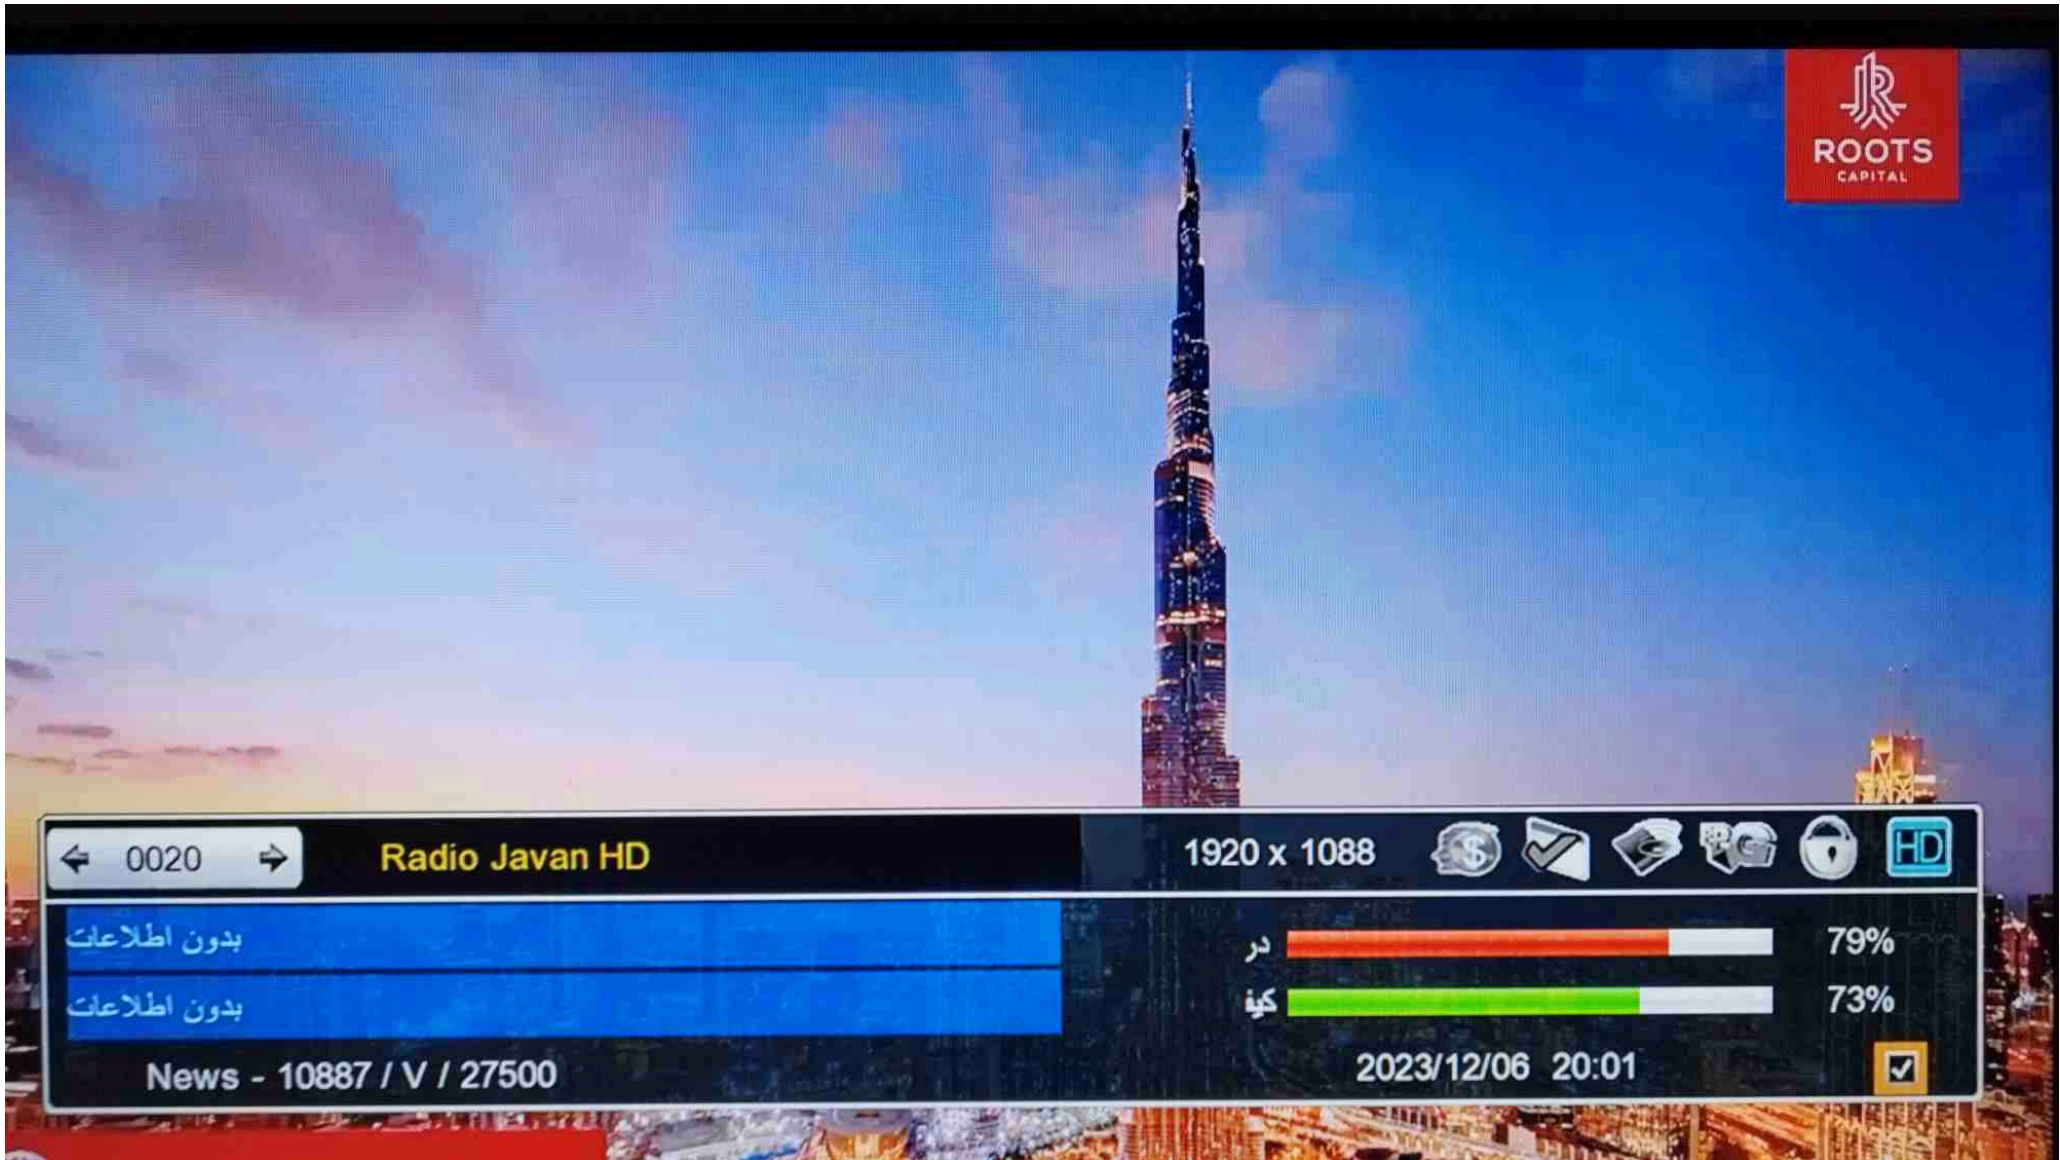 ROOTS
CAPITAL
0020 Radio Javan HD 1920 x 1088 HD
بدون اطلاعات
در 79%
بدون اطلاعات
کیف 73%
News - 10887 / V / 27500 2023/12/06 20:01